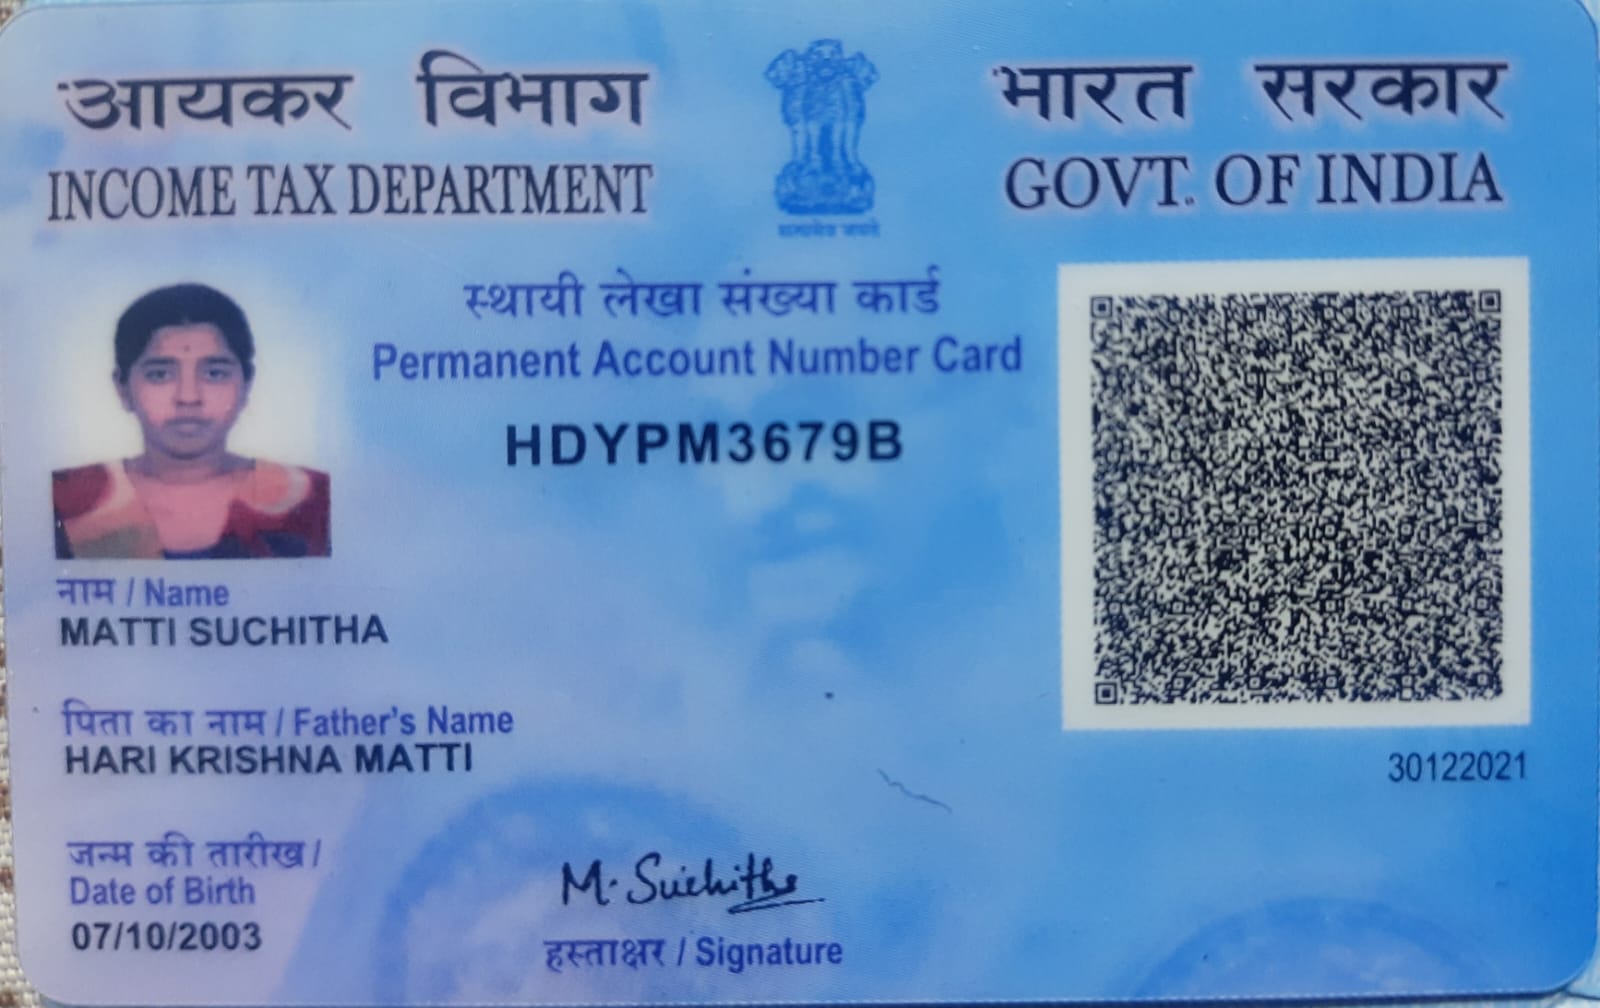 आयकर विभाग
INCOME TAX DEPARTMENT
भारत सरकार
GOVT. OF INDIA
सत्यमेव जयते
स्थायी लेखा संख्या कार्ड
Permanent Account Number Card
HDYPM3679B
नाम / Name
MATTI SUCHITHA
पिता का नाम / Father's Name
HARI KRISHNA MATTI
30122021
जन्म की तारीख /
Date of Birth
07/10/2003
M. Suchitha
हस्ताक्षर / Signature